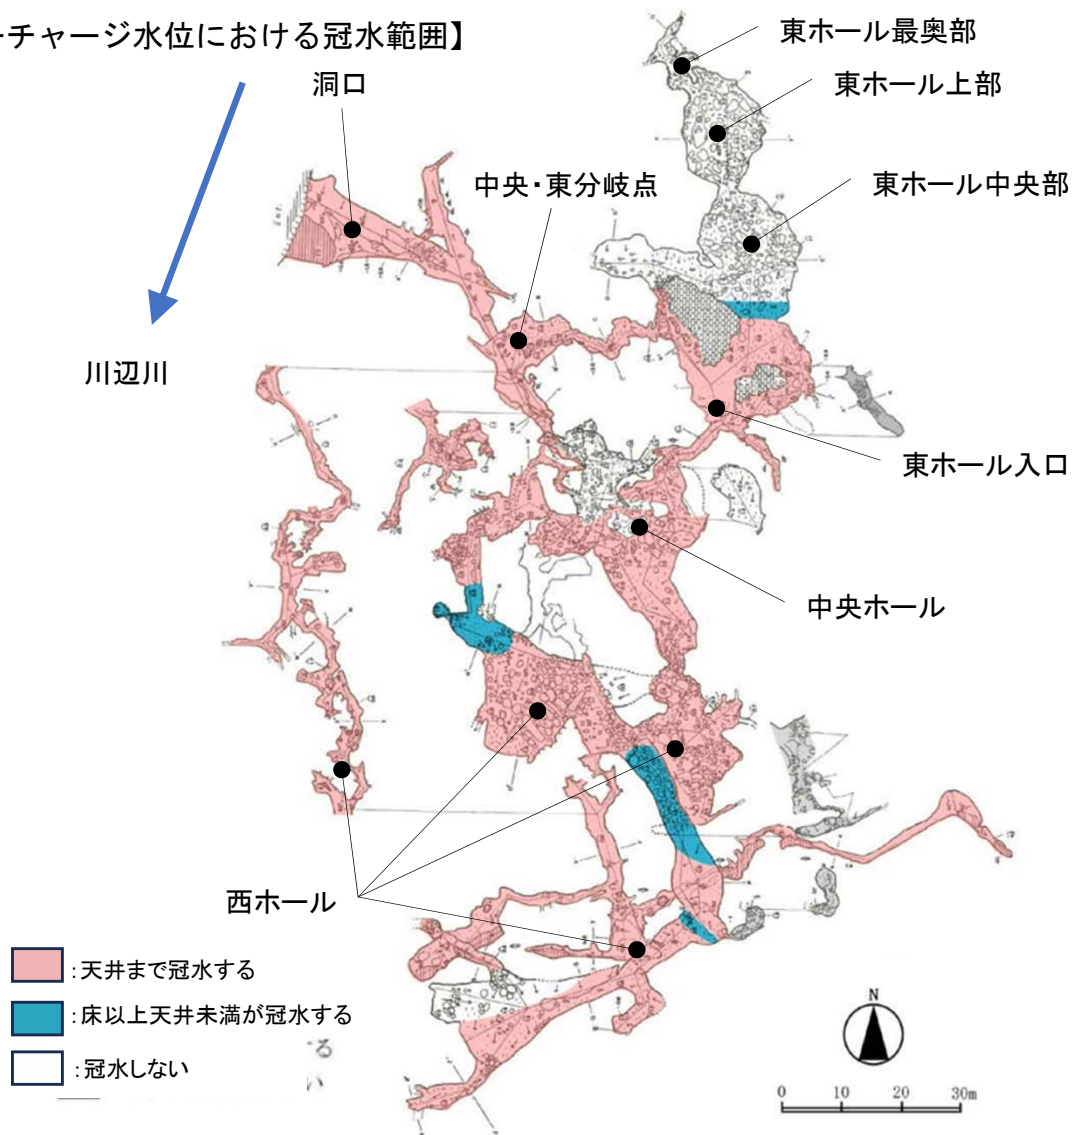 ーチャージ水位における冠水範囲】
東ホール最奥部
洞口
東ホール上部
中央・東分岐点
東ホール中央部
川辺川
東ホール入口
中央ホール
西ホール
:天井まで冠水する
:床以上天井未満が冠水する
:冠水しない
N
0 10 20 30m